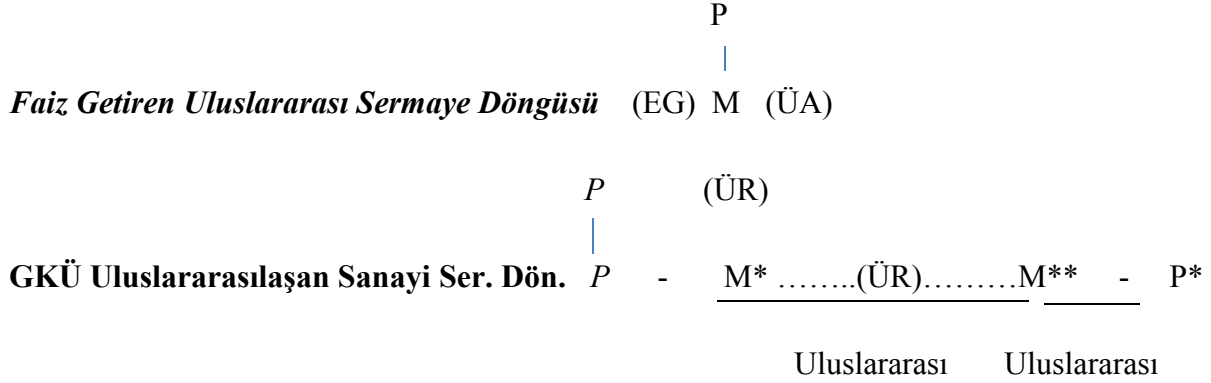 P
Faiz Getiren Uluslararası Sermaye Döngüsü (EG) M (ÜA)
P (ÜR)
GKÜ Uluslararasılaşan Sanayi Ser. Dön. P - M* ……..(ÜR)………M** - P*
Uluslararası Uluslararası